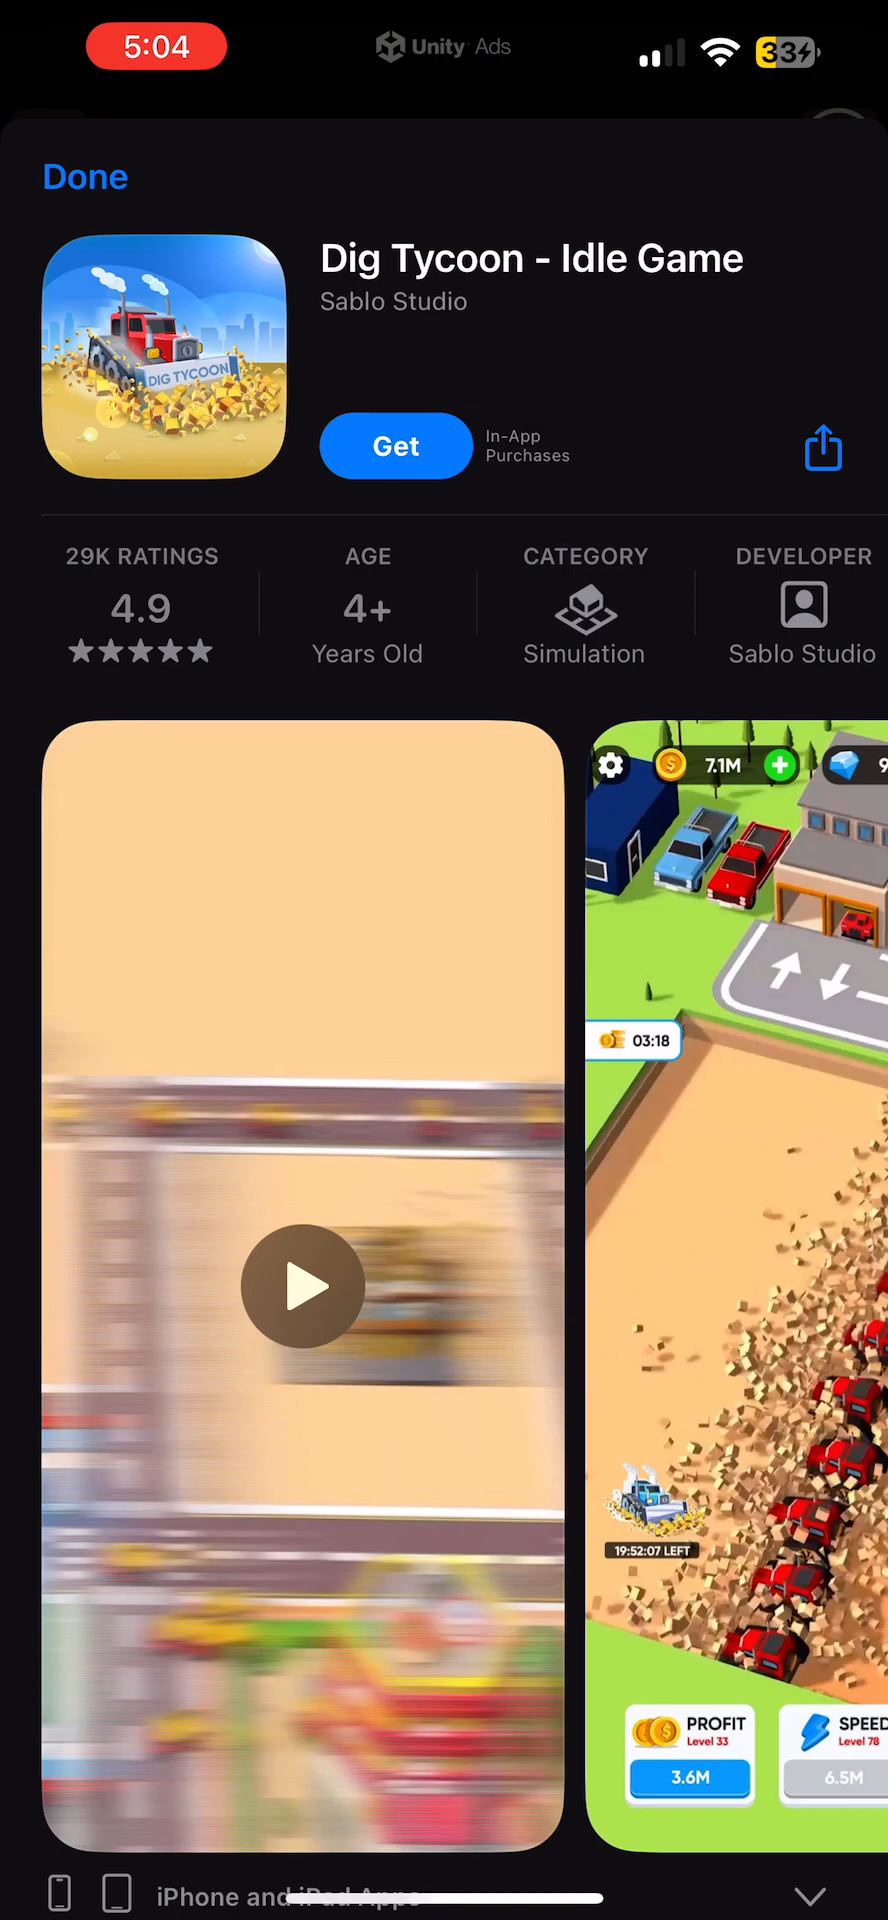 5:04
Unity Ads
33
Done
Dig Tycoon - Idle Game
Sablo Studio
DIG TYCOON
Get
In-App
Purchases
29K RATINGS
4.9
AGE
4+
Years Old
CATEGORY
Simulation
DEVELOPER
Sablo Studio
7.1M
9
03:18
19:52:07 LEFT
PROFIT
Level 33
3.6M
SPEED
Level 78
6.5M
iPhone and iPad Apps